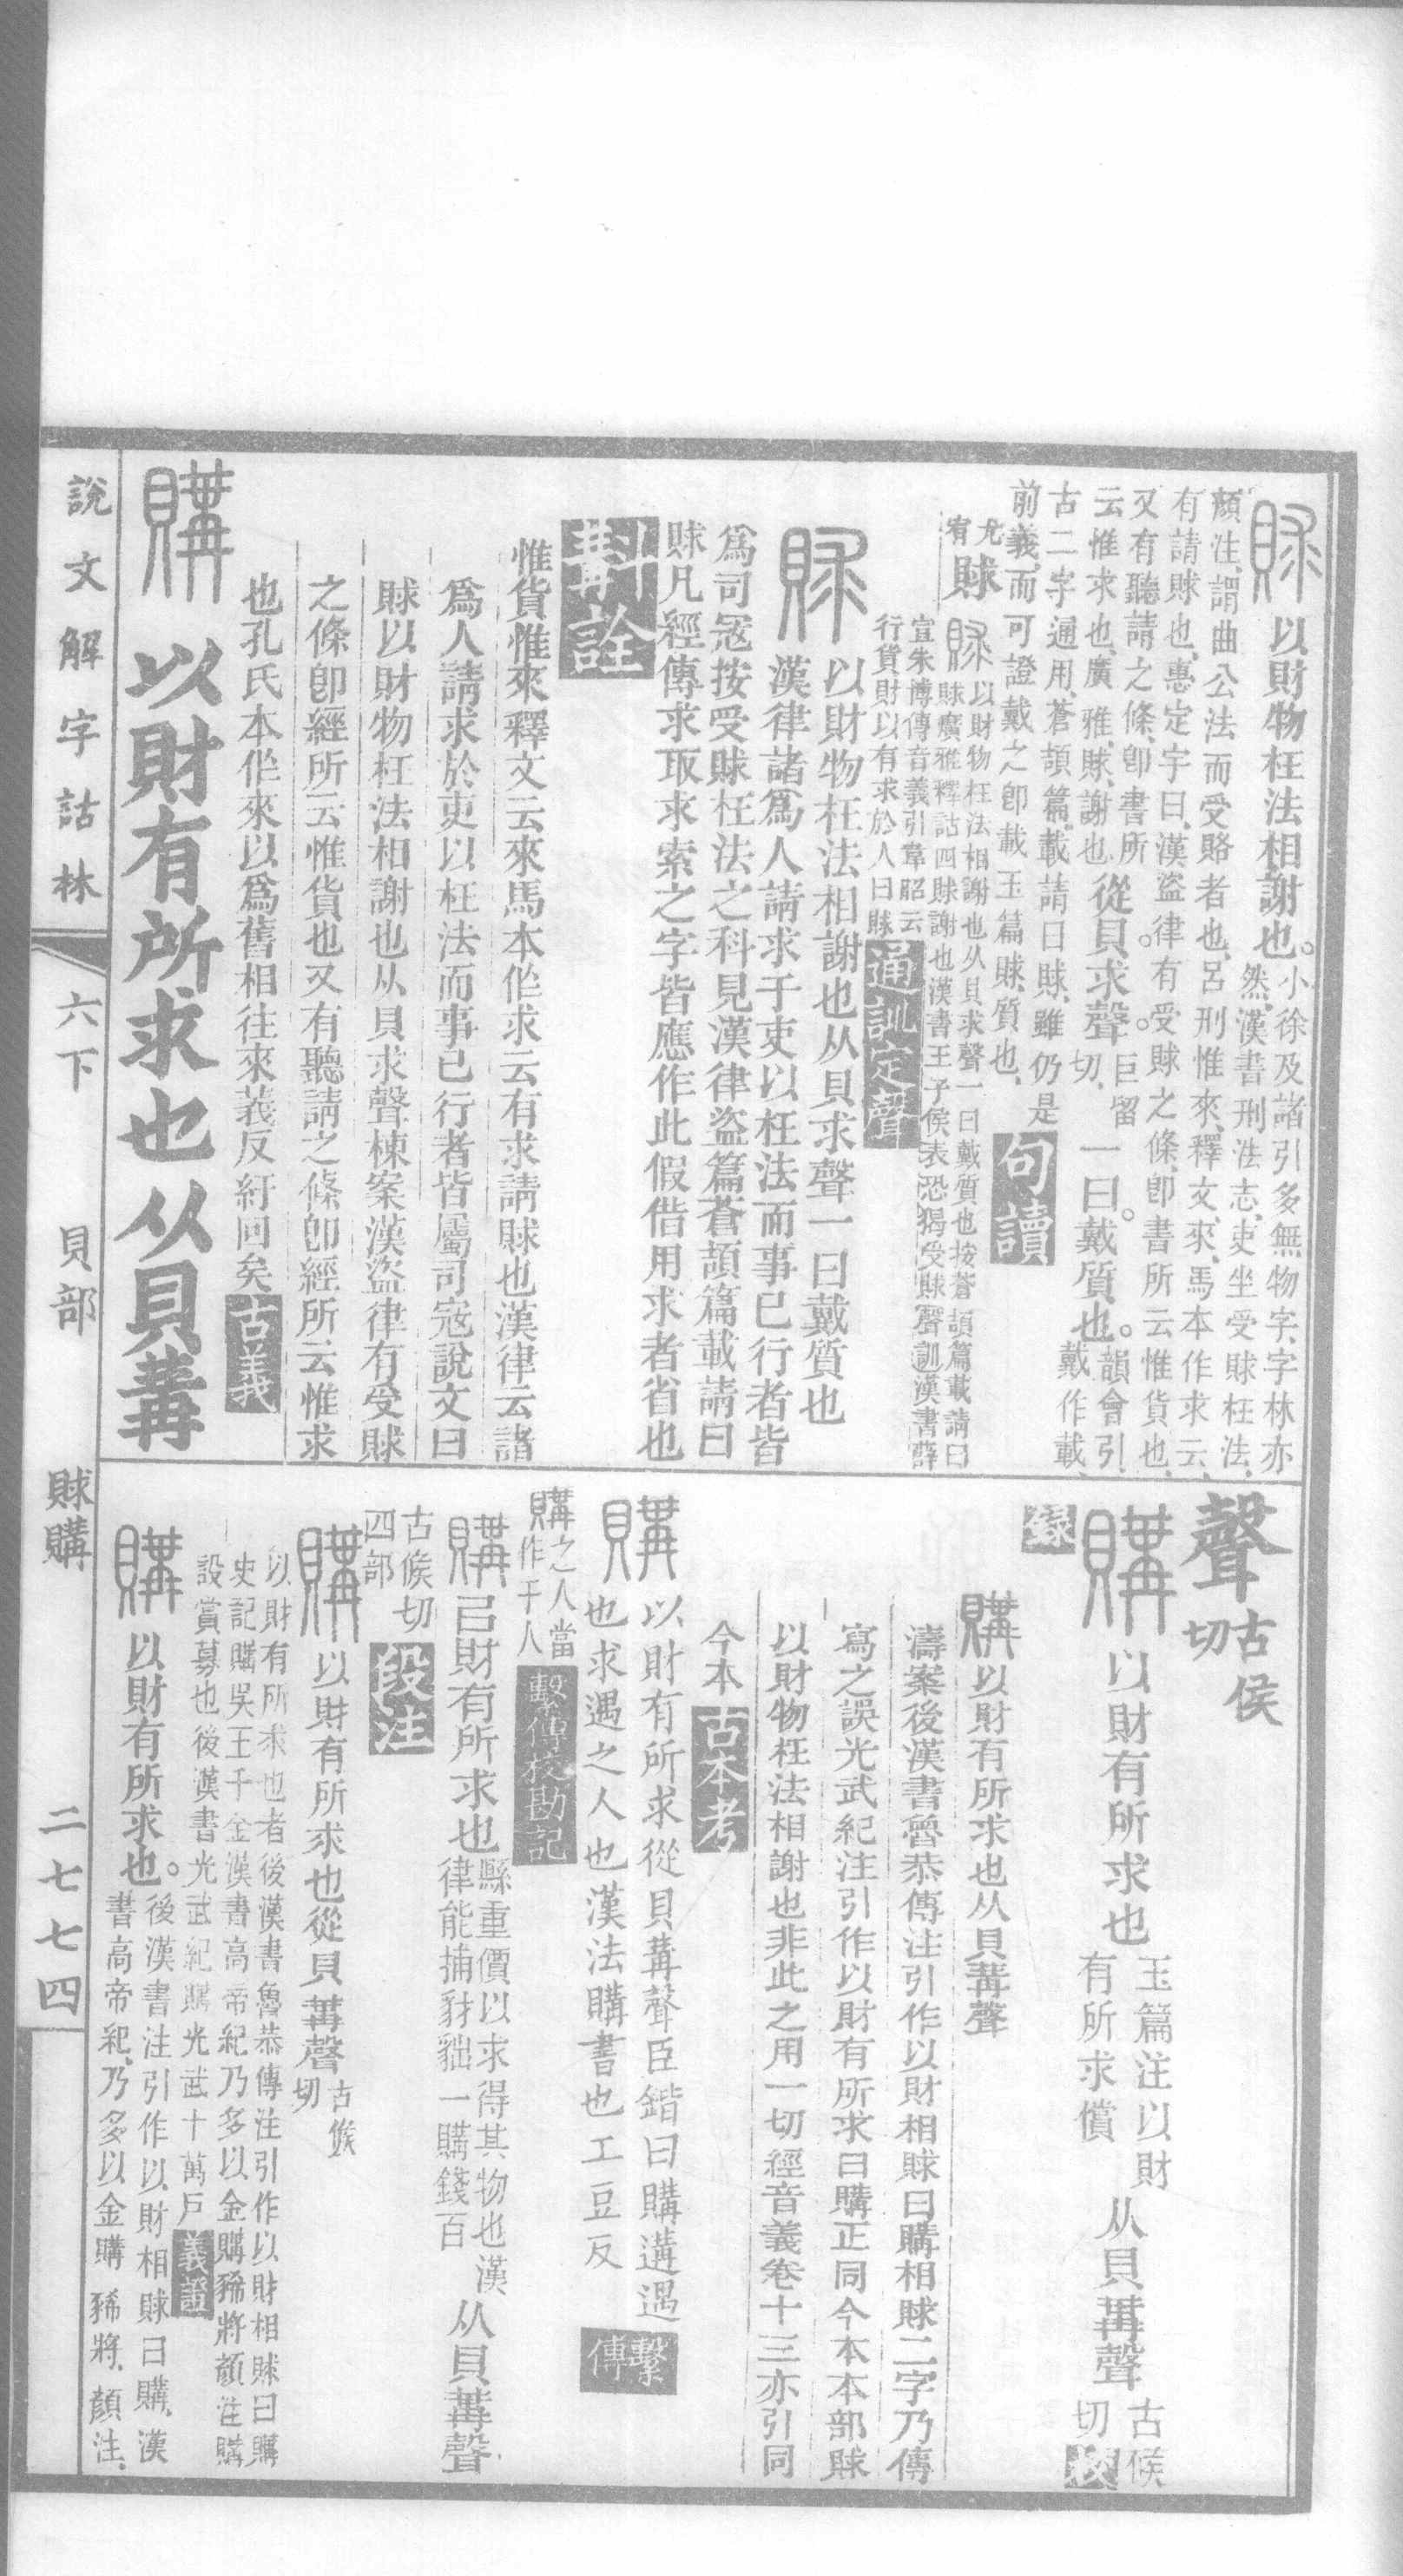 賕以財物枉法相謝也。小徐及諸引多無物字、字林亦
然、漢書刑法志、吏坐受賕枉法、
顏注、謂曲公法而受賂者也、呂刑惟來、釋文、來、馬本作求云、
有請賕也、惠定宇曰、漢盜律有受賕之條、卽書所云惟貨也、
又有聽請之條、卽書所
云惟求也、廣雅、賕、謝也
從貝求聲。巨留切、一曰。戴質也。韻會引、戴作載、
古二字通用、蒼頡篇、載請曰賕、雖仍是
前義、而可證戴之卽載、玉篇、賕、質也、
句讀
尤宥賕
賕以財物枉法相謝也从貝求聲一曰戴質也按蒼頡篇載請曰
賕廣雅釋詁四賕謝也漢書王子侯表恐猲受賕聲訓漢書薛
宣朱博傳音義引韋昭云
行貨財以有求於人曰賕
通訓定聲
賕以財物枉法相謝也从貝求聲一曰戴質也
漢律諸爲人請求于吏以枉法而事已行者皆
爲司寇按受賕枉法之科見漢律盜篇蒼頡篇載請曰
賕凡經傳求取求索之字皆應作此假借用求者省也
斠詮
惟貨惟來釋文云來馬本作求云有求請賕也漢律云諸
爲人請求於吏以枉法而事已行者皆屬司寇說文曰
賕以財物枉法相謝也从貝求聲棟案漢盜律有受賕
之條卽經所云惟貨也又有聽請之條卽經所云惟求
也孔氏本作來以爲舊相往來義反紆回矣
古義
購以財有所求也从貝冓
聲古侯切
購以財有所求也玉篇注以財有所求償从貝冓聲古候切
校錄
購以財有所求也从貝冓聲
濤案後漢書魯恭傳注引作以財相賕曰購相賕二字乃傳
寫之誤光武紀注引作以財有所求曰購正同今本本部賕
以財物枉法相謝也非此之用一切經音義卷十三亦引同
今本
古本考
購以財有所求從貝冓聲臣鍇曰購遘遇
也求遇之人也漢法購書也工豆反
繫傳
購之人當
作千人
繫傳校勘記
購㠯財有所求也縣重價以求得其物也漢律能捕豺貀一購錢百从貝冓聲
古候切
四部
段注
購以財有所求也從貝冓聲古候切
以財有所求也者後漢書魯恭傳注引作以財相賕曰購
史記購吳王千金漢書高帝紀乃多以金購豨將顏注購
設賞募也後漢書光武紀購光武十萬戶
義證
購以財有所求也。後漢書注引作以財相賕曰購、漢
書高帝紀、乃多以金購豨將、顏注、
說文解字詁林
六下
貝部
賕購
二七七四